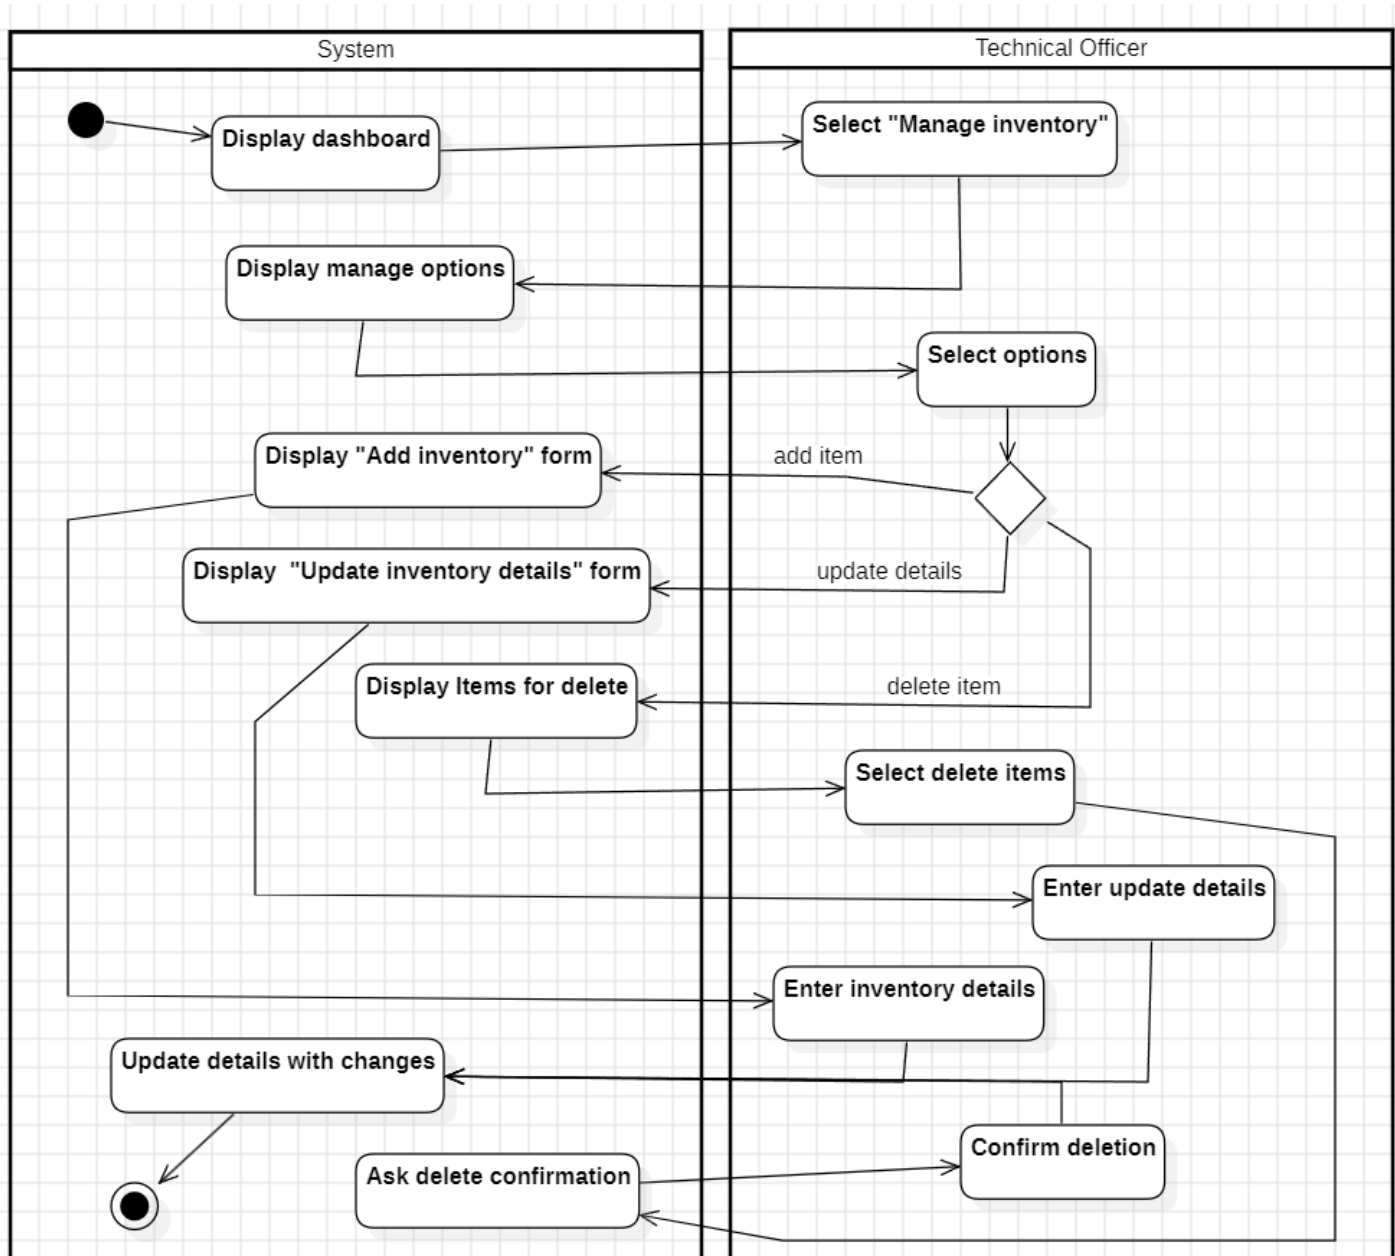 System
Technical Officer
Display dashboard
Select "Manage inventory"
Display manage options
Select options
Display "Add inventory" form
add item
Display  "Update inventory details" form
update details
Display Items for delete
delete item
Select delete items
Enter update details
Enter inventory details
Update details with changes
Confirm deletion
Ask delete confirmation